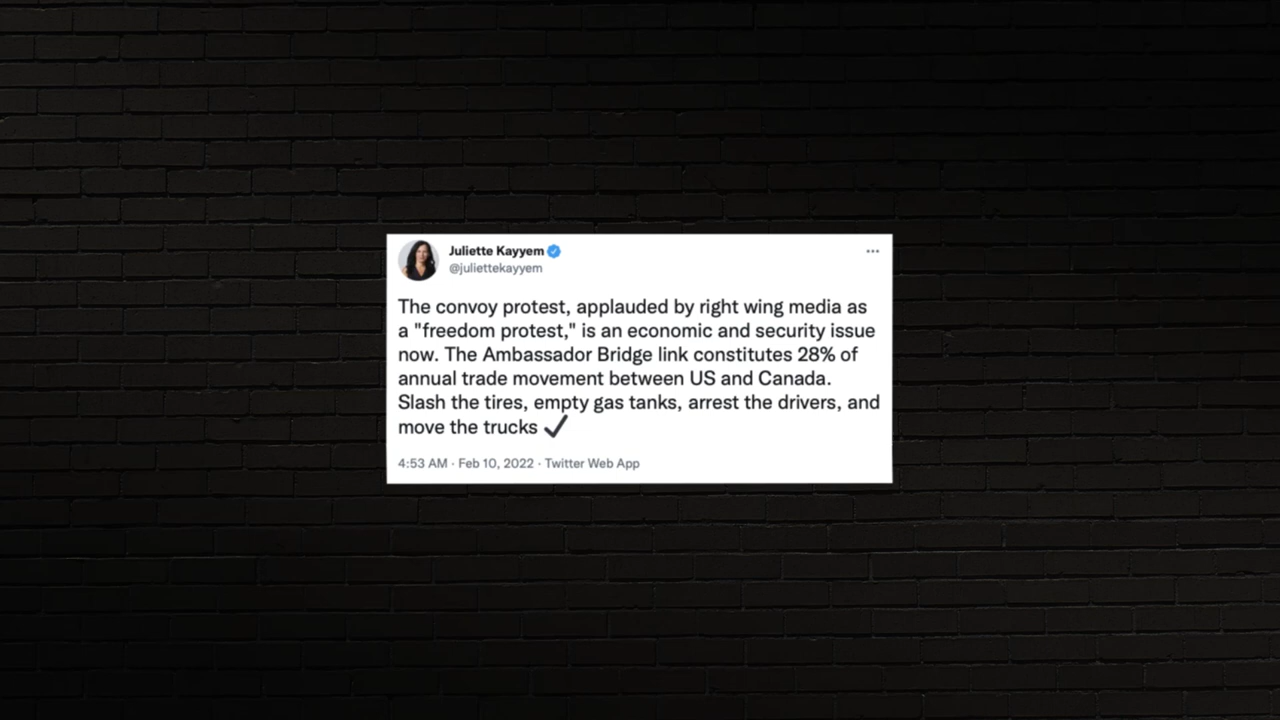 Juliette Kayyem
@juliettekayyem
The convoy protest, applauded by right wing media as
a "freedom protest," is an economic and security issue
now. The Ambassador Bridge link constitutes 28% of
annual trade movement between US and Canada.
Slash the tires, empty gas tanks, arrest the drivers, and
move the trucks ✔
4:53 AM · Feb 10, 2022 · Twitter Web App